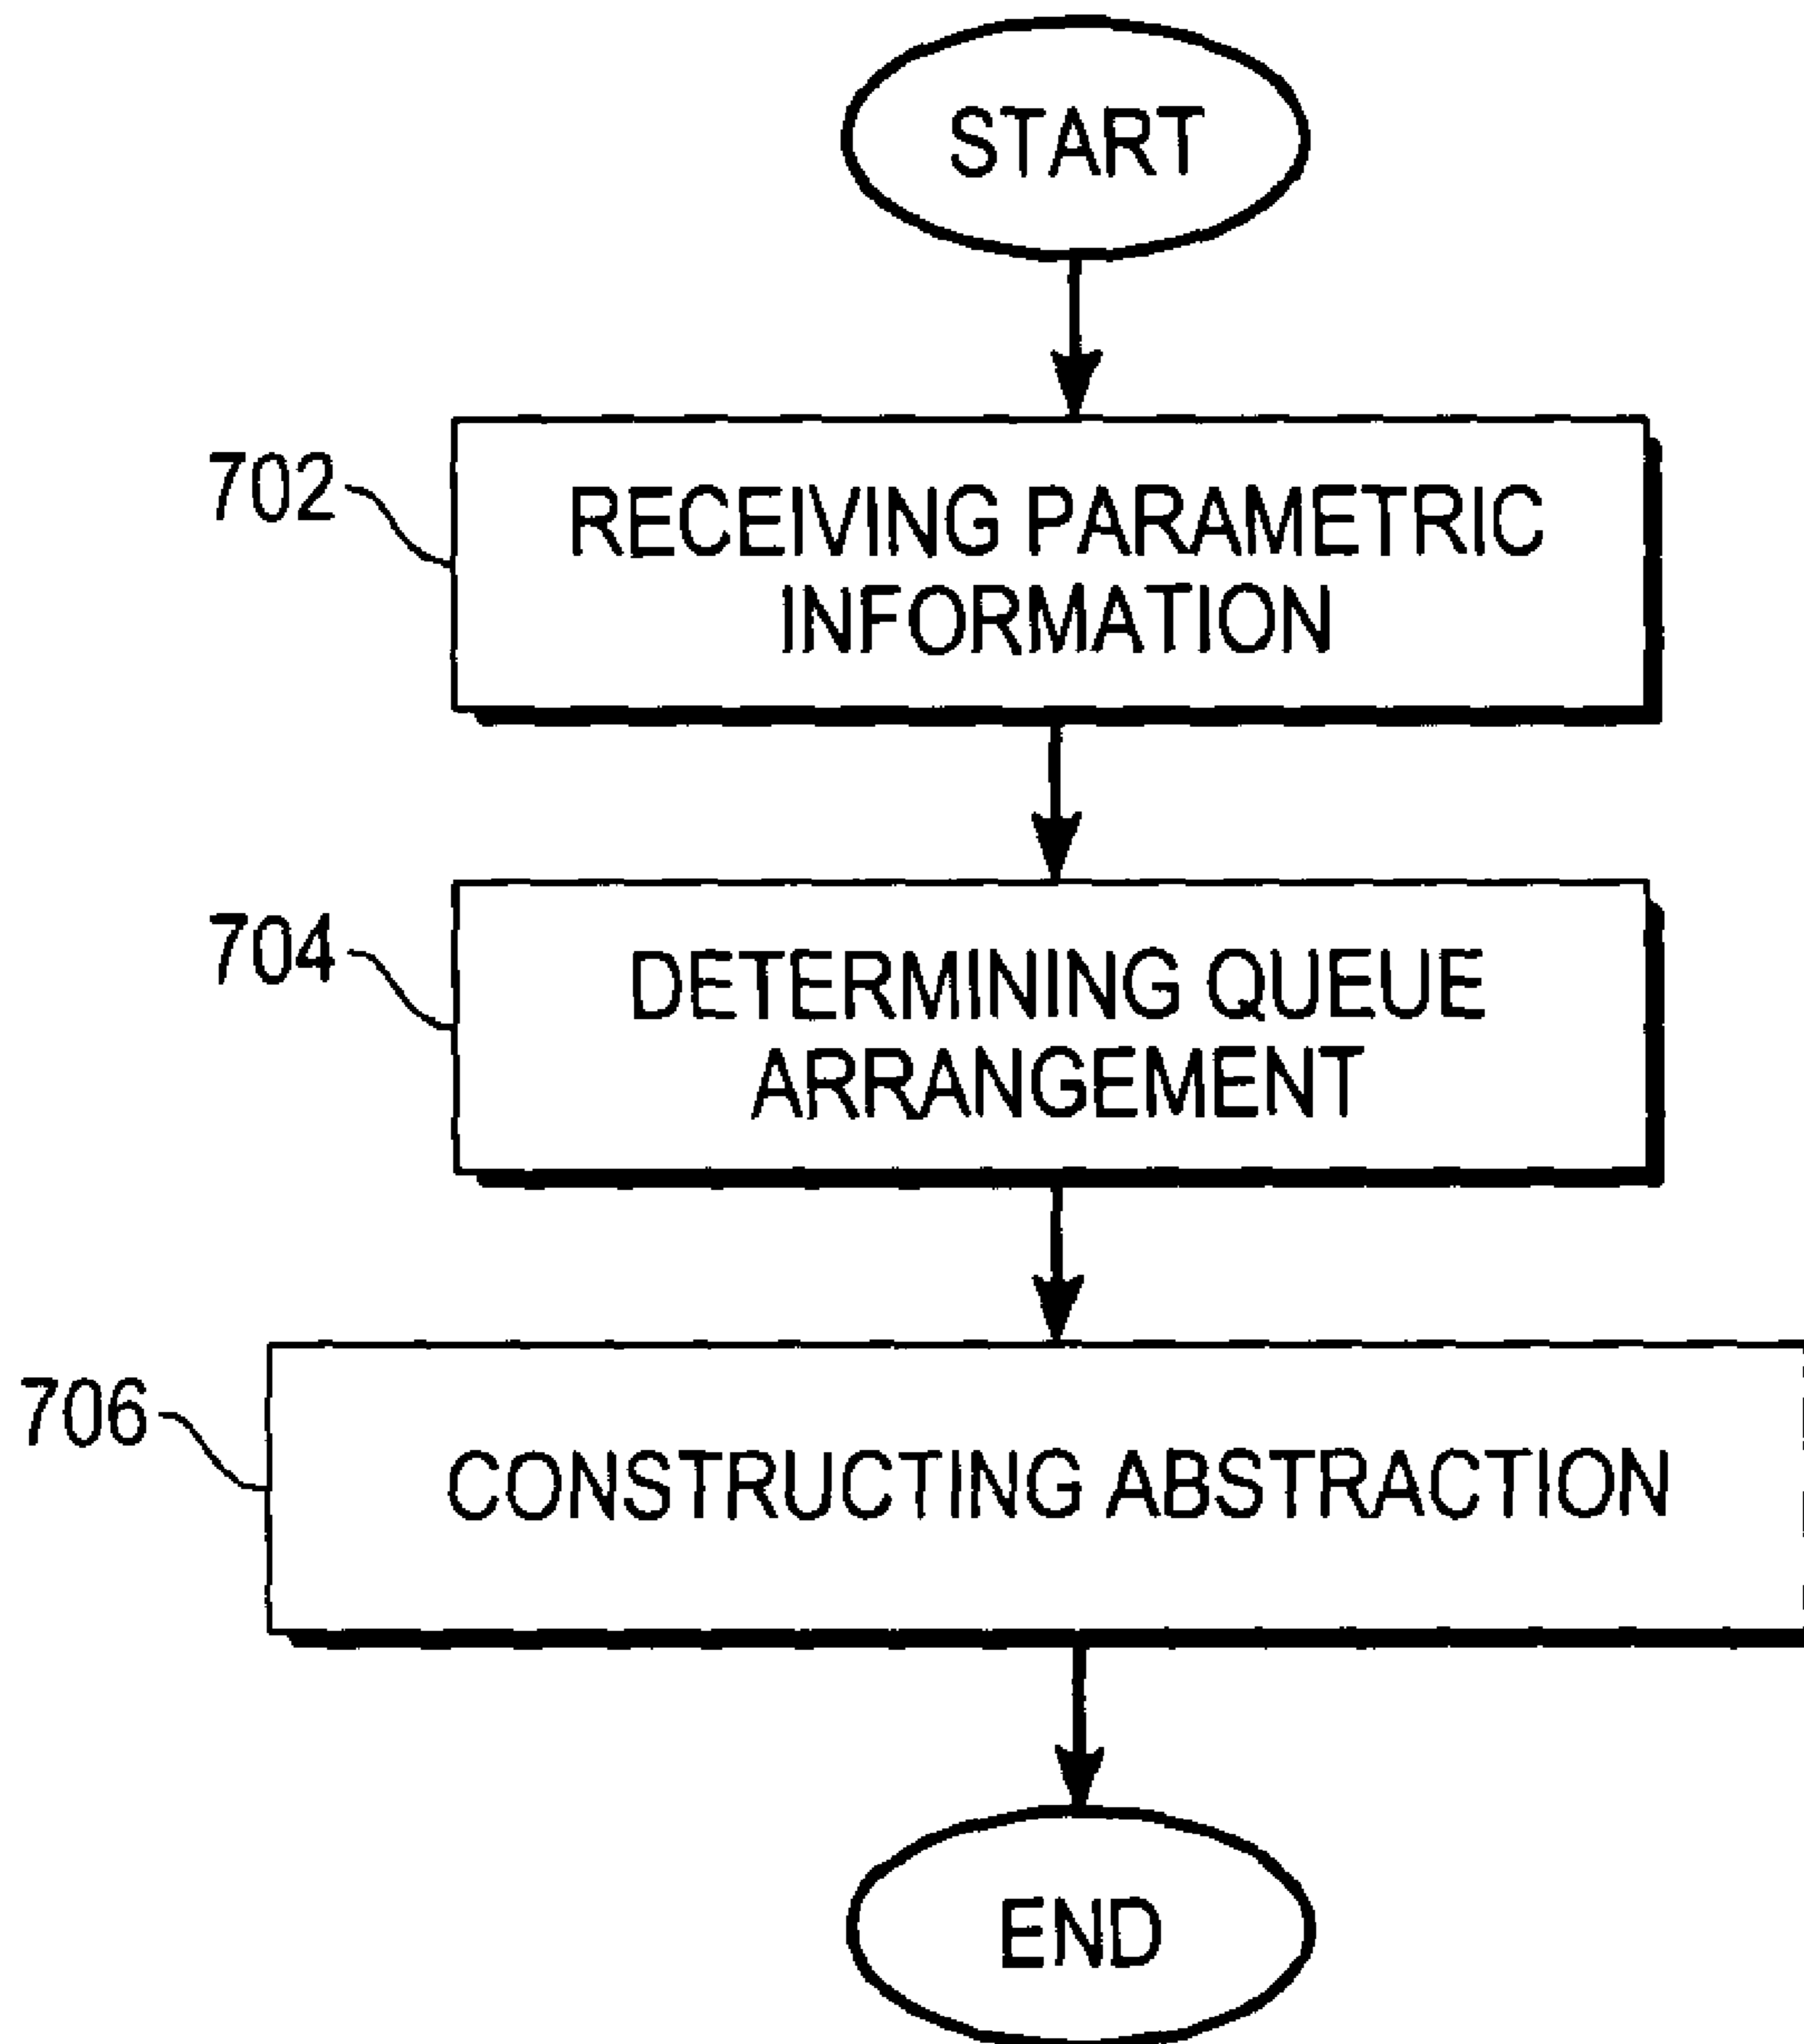 START
702
RECEIVING PARAMETRIC
INFORMATION
704
DETERMINING QUEUE
ARRANGEMENT
706
CONSTRUCTING ABSTRACTION
END